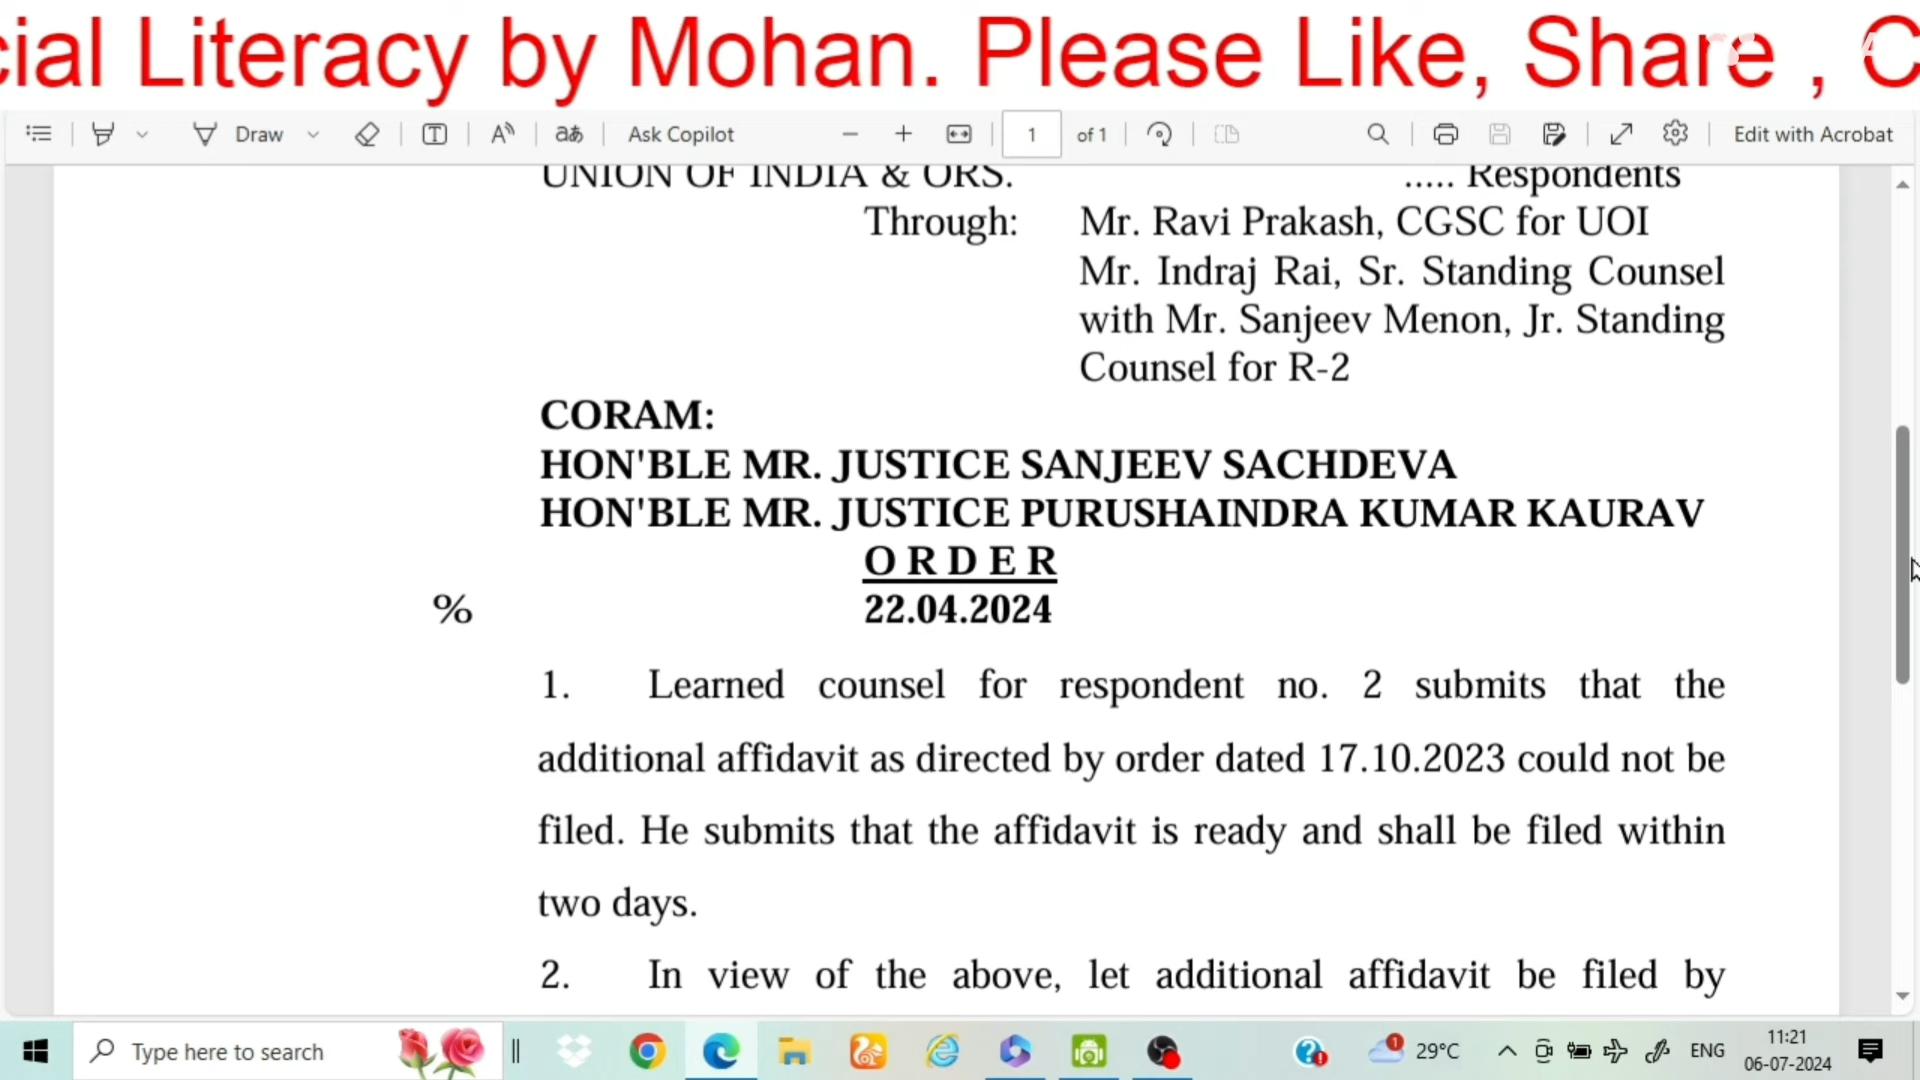 cial Literacy by Mohan. Please Like, Share , C
Draw
Ask Copilot
1 of 1
Edit with Acrobat
UNION OF INDIA & ORS. ..... Respondents
Through: Mr. Ravi Prakash, CGSC for UOI
Mr. Indraj Rai, Sr. Standing Counsel
with Mr. Sanjeev Menon, Jr. Standing
Counsel for R-2
CORAM:
HON'BLE MR. JUSTICE SANJEEV SACHDEVA
HON'BLE MR. JUSTICE PURUSHAINDRA KUMAR KAURAV
O R D E R
% 22.04.2024
1. Learned counsel for respondent no. 2 submits that the
additional affidavit as directed by order dated 17.10.2023 could not be
filed. He submits that the affidavit is ready and shall be filed within
two days.
2. In view of the above, let additional affidavit be filed by
Type here to search
29°C
ENG
11:21
06-07-2024